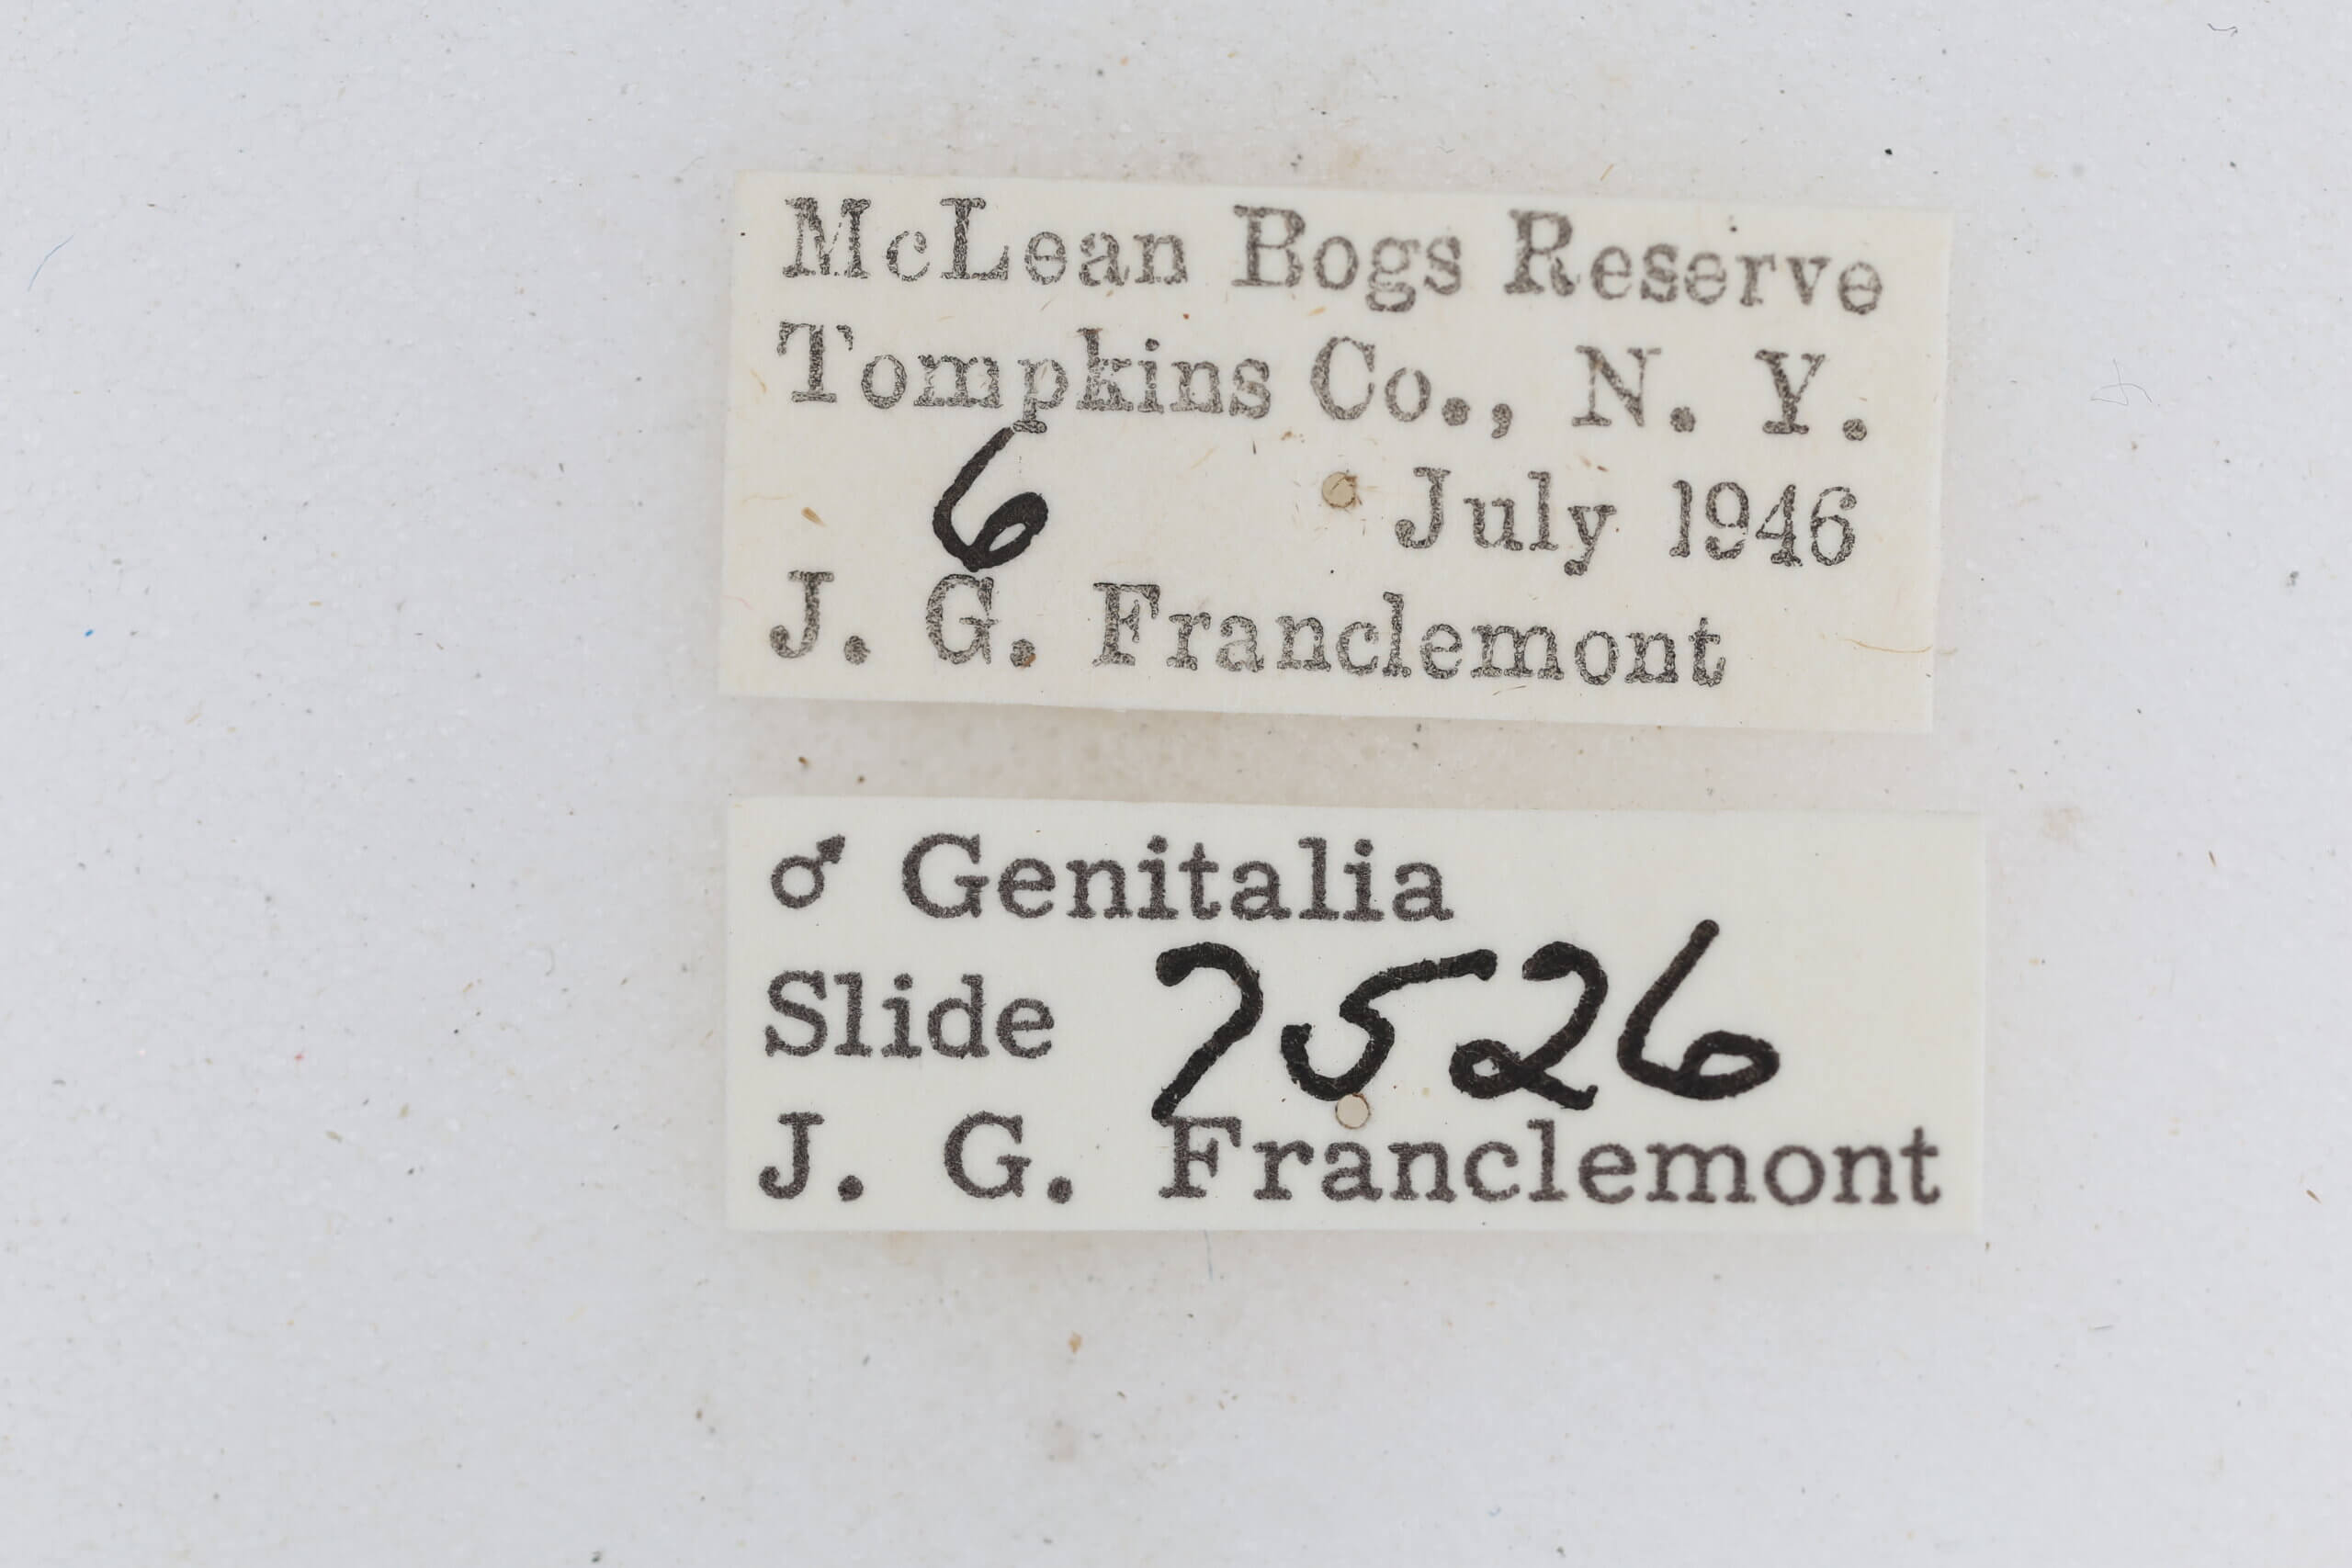 McLean Bogs Reserve
Tompkins Co., N. Y.
6 July 1946
J. G. Franclemont
♂ Genitalia
Slide 7526
J. G. Franclemont